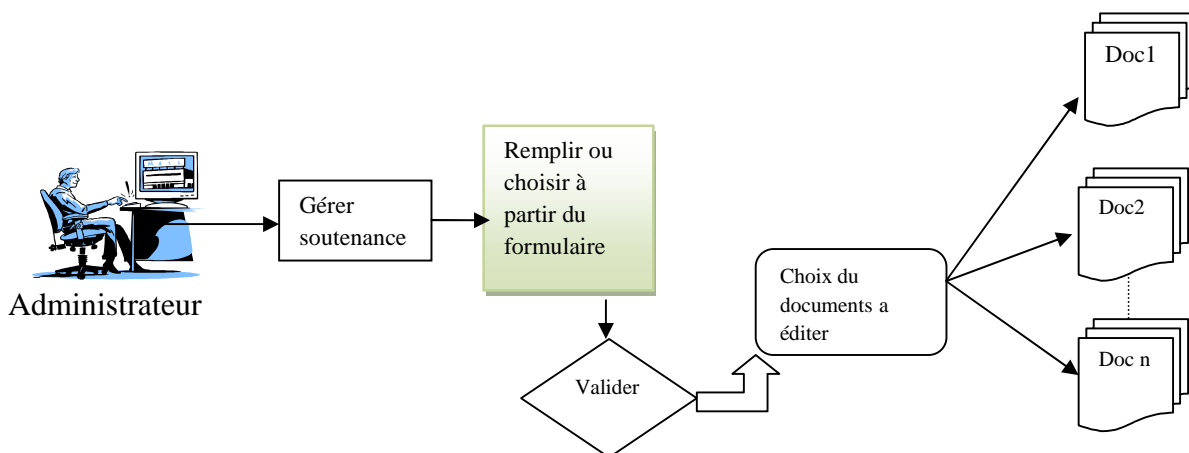 Administrateur
Gérer
soutenance
Remplir ou
choisir à
partir du
formulaire
Valider
Choix du
documents a
éditer
Doc1
Doc2
Doc n